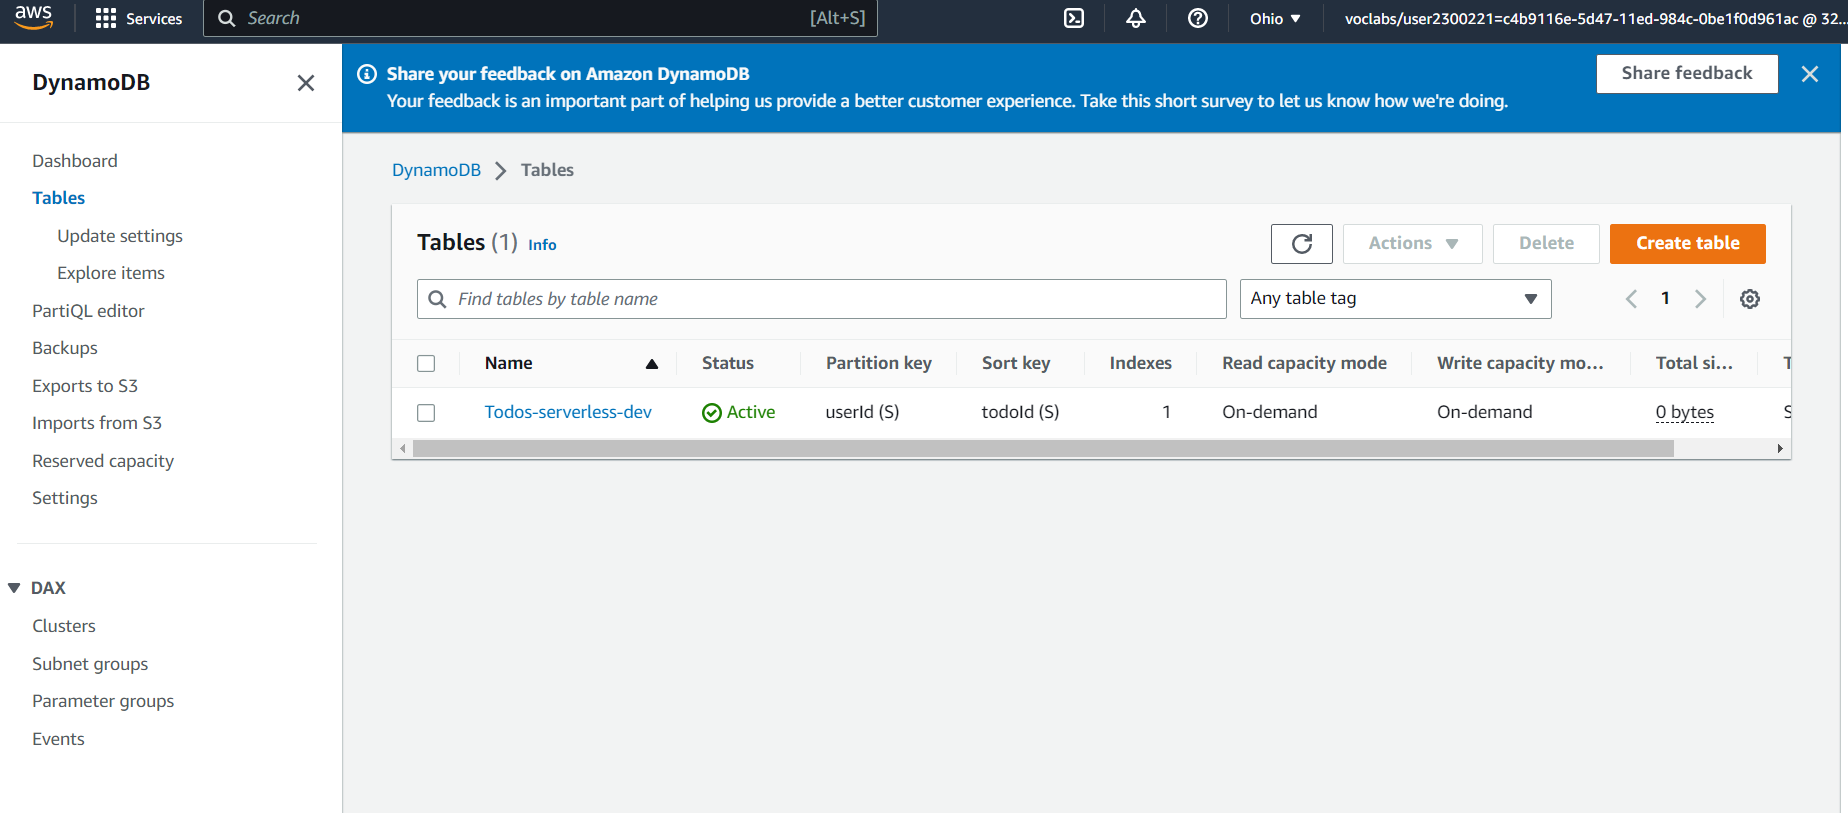 aws
Services
Search
[Alt+S]
Ohio
voclabs/user2300221=c4b9116e-5d47-11ed-984c-0be1f0d961ac @ 32...
DynamoDB
Dashboard
Tables
Update settings
Explore items
PartiQL editor
Backups
Exports to S3
Imports from S3
Reserved capacity
Settings
DAX
Clusters
Subnet groups
Parameter groups
Events
Share your feedback on Amazon DynamoDB
Your feedback is an important part of helping us provide a better customer experience. Take this short survey to let us know how we're doing.
Share feedback
DynamoDB Tables
Tables (1) Info
Actions
Delete
Create table
Find tables by table name
Any table tag
1
Name Status Partition key Sort key Indexes Read capacity mode Write capacity mo... Total si...
Todos-serverless-dev Active userId (S) todoId (S) 1 On-demand On-demand 0 bytes